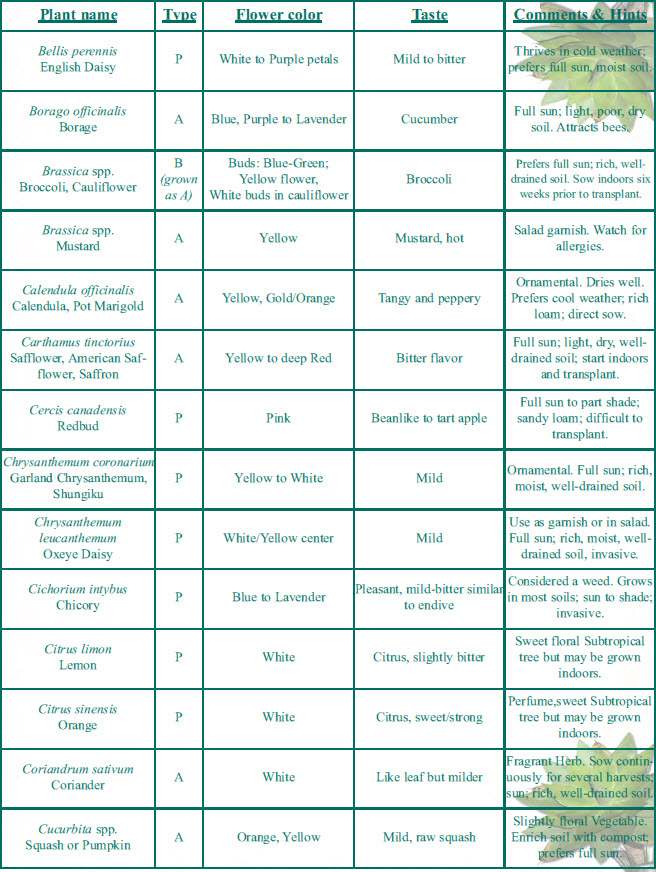 Plant name Type Flower color Taste Comments & Hints
Bellis perennis
English Daisy
P
White to Purple petals
Mild to bitter
Thrives in cold weather;
prefers full sun, moist soil.
Borago officinalis
Borage
A
Blue, Purple to Lavender
Cucumber
Full sun; light, poor, dry
soil. Attracts bees.
Brassica spp.
Broccoli, Cauliflower
B
(grown
as A)
Buds: Blue-Green;
Yellow flower,
White buds in cauliflower
Broccoli
Prefers full sun; rich, well-
drained soil. Sow indoors six
weeks prior to transplant.
Brassica spp.
Mustard
A
Yellow
Mustard, hot
Salad garnish. Watch for
allergies.
Calendula officinalis
Calendula, Pot Marigold
A
Yellow, Gold/Orange
Tangy and peppery
Ornamental. Dries well.
Prefers cool weather; rich
loam; direct sow.
Carthamus tinctorius
Safflower, American Saf-
flower, Saffron
A
Yellow to deep Red
Bitter flavor
Full sun; light, dry, well-
drained soil; start indoors
and transplant.
Cercis canadensis
Redbud
P
Pink
Beanlike to tart apple
Full sun to part shade;
sandy loam; difficult to
transplant.
Chrysanthemum coronarium
Garland Chrysanthemum,
Shungiku
P
Yellow to White
Mild
Ornamental. Full sun; rich,
moist, well-drained soil.
Chrysanthemum
leucanthemum
Oxeye Daisy
P
White/Yellow center
Mild
Use as garnish or in salad.
Full sun; rich, moist, well-
drained soil, invasive.
Cichorium intybus
Chicory
P
Blue to Lavender
Pleasant, mild-bitter similar
to endive
Considered a weed. Grows
in most soils; sun to shade;
invasive.
Citrus limon
Lemon
P
White
Citrus, slightly bitter
Sweet floral Subtropical
tree but may be grown
indoors.
Citrus sinensis
Orange
P
White
Citrus, sweet/strong
Perfume,sweet Subtropical
tree but may be grown
indoors.
Coriandrum sativum
Coriander
A
White
Like leaf but milder
Fragrant Herb. Sow contin-
uously for several harvests;
sun; rich, well-drained soil.
Cucurbita spp.
Squash or Pumpkin
A
Orange, Yellow
Mild, raw squash
Slightly floral Vegetable.
Enrich soil with compost;
prefers full sun.